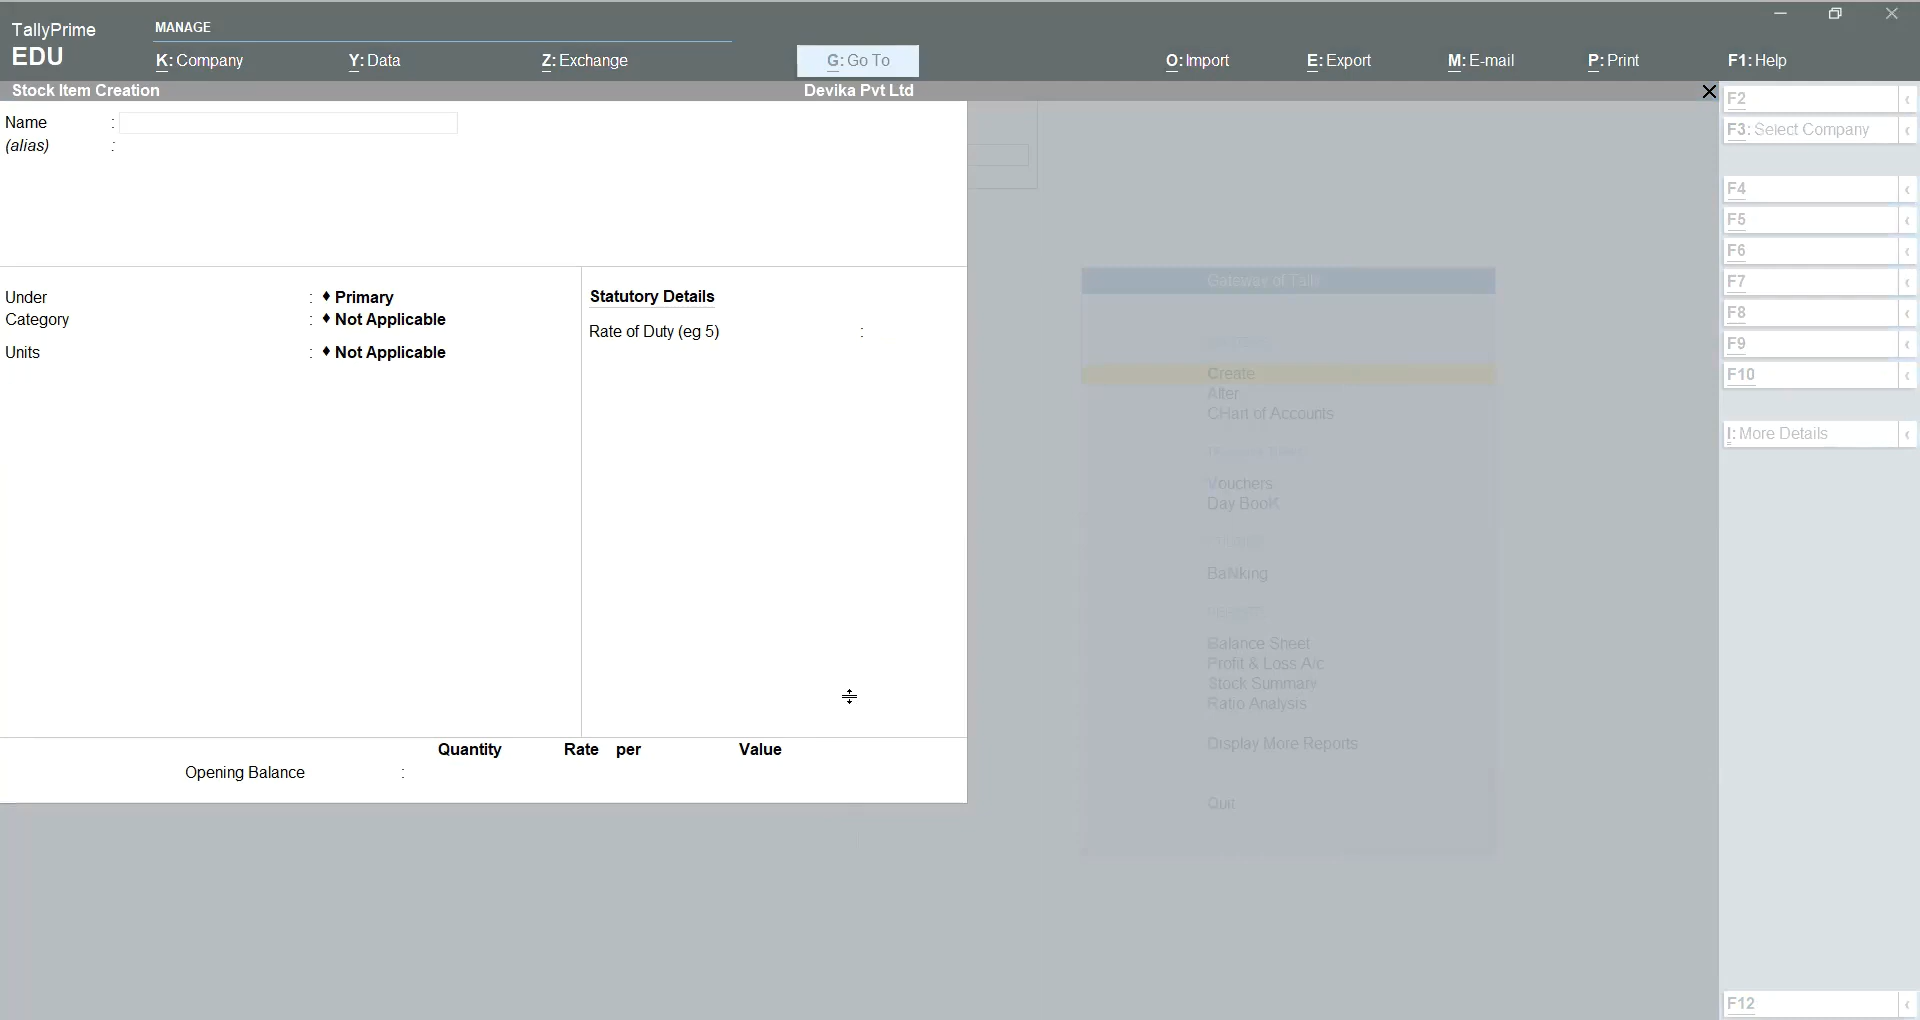 TallyPrime
EDU
MANAGE
K: Company
Y: Data
Z: Exchange
G: Go To
O: Import
E: Export
M: E-mail
P: Print
F1: Help
Stock Item Creation
Devika Pvt Ltd
Name :
(alias) :
Under : ♦ Primary
Category : ♦ Not Applicable
Units : ♦ Not Applicable
Statutory Details
Rate of Duty (eg 5) :
Quantity Rate per Value
Opening Balance :
Gateway of Tally
Create
Alter
CHart of Accounts
Vouchers
Day BooK
BaNking
Balance Sheet
Profit & Loss A/c
Stock Summary
Ratio Analysis
Display More Reports
Quit
F2
F3: Select Company
F4
F5
F6
F7
F8
F9
F10
I: More Details
F12